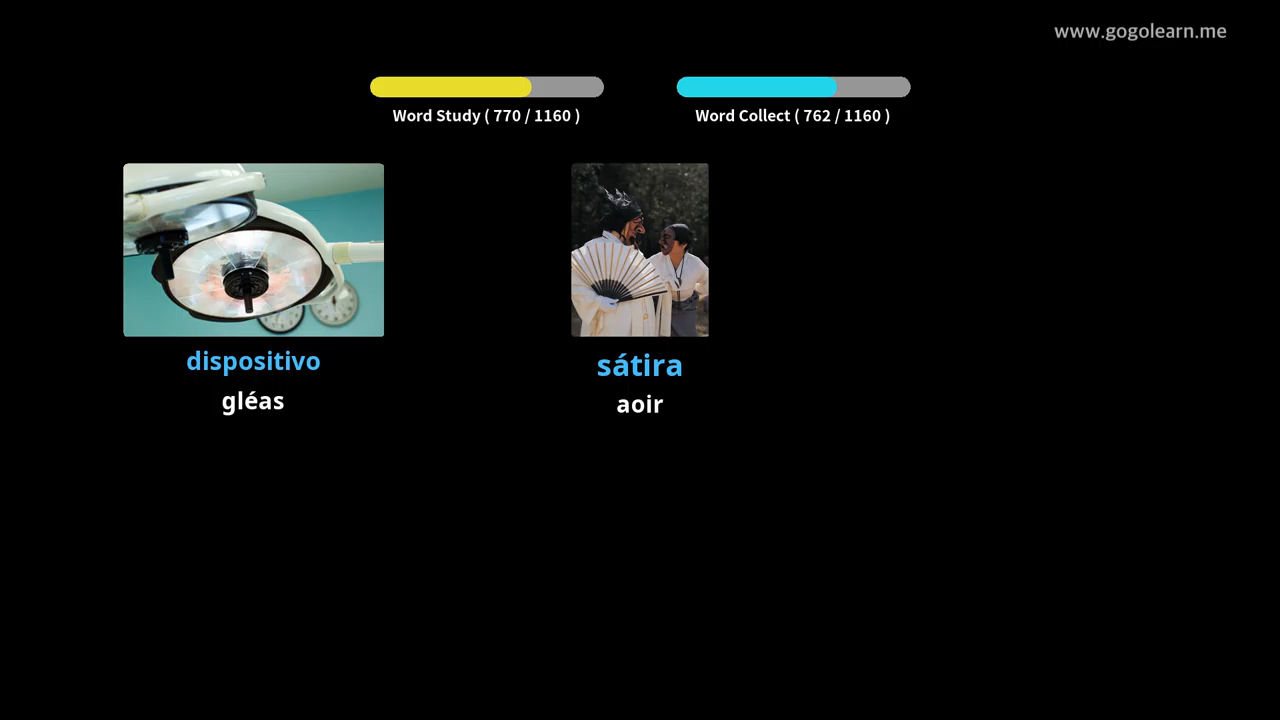 www.gogolearn.me
Word Study ( 770 / 1160 )
Word Collect ( 762 / 1160 )
dispositivo
gléas
sátira
aoir